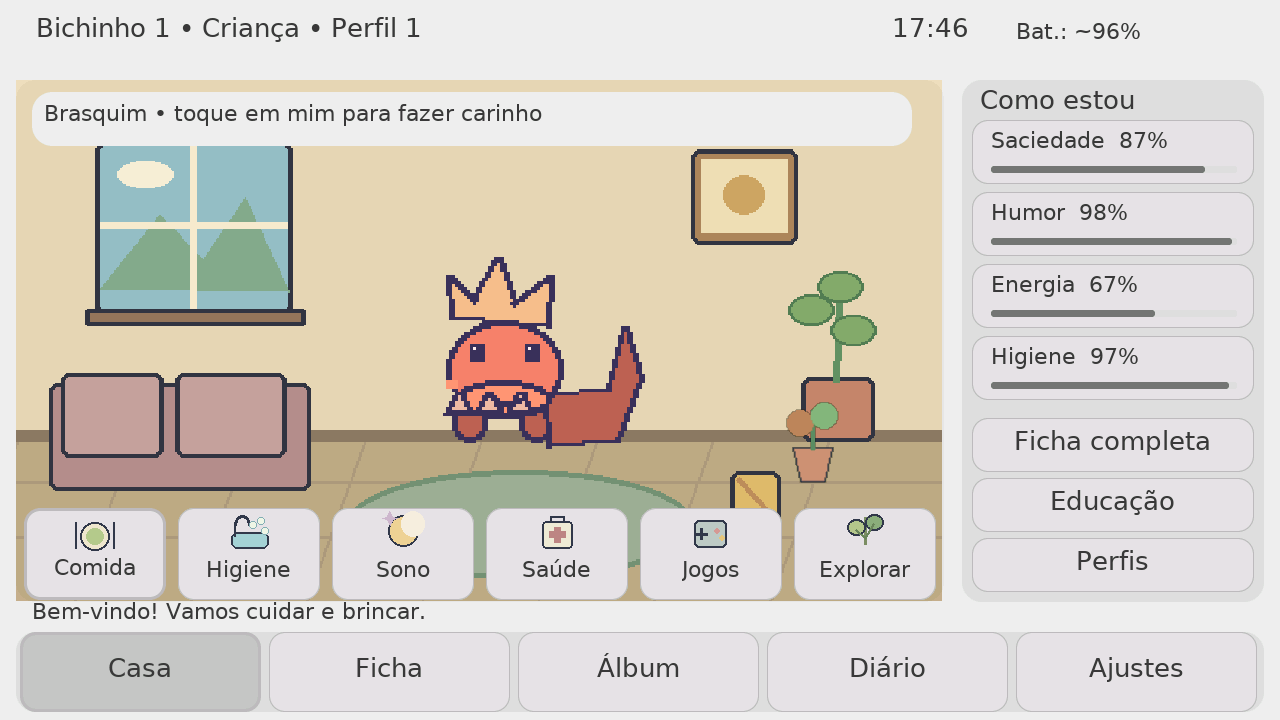 Bichinho 1 • Criança • Perfil 1
17:46
Bat.: ~96%
Brasquim • toque em mim para fazer carinho
Como estou
Saciedade 87%
Humor 98%
Energia 67%
Higiene 97%
Ficha completa
Educação
Perfis
Comida
Higiene
Sono
Saúde
Jogos
Explorar
Bem-vindo! Vamos cuidar e brincar.
Casa
Ficha
Álbum
Diário
Ajustes